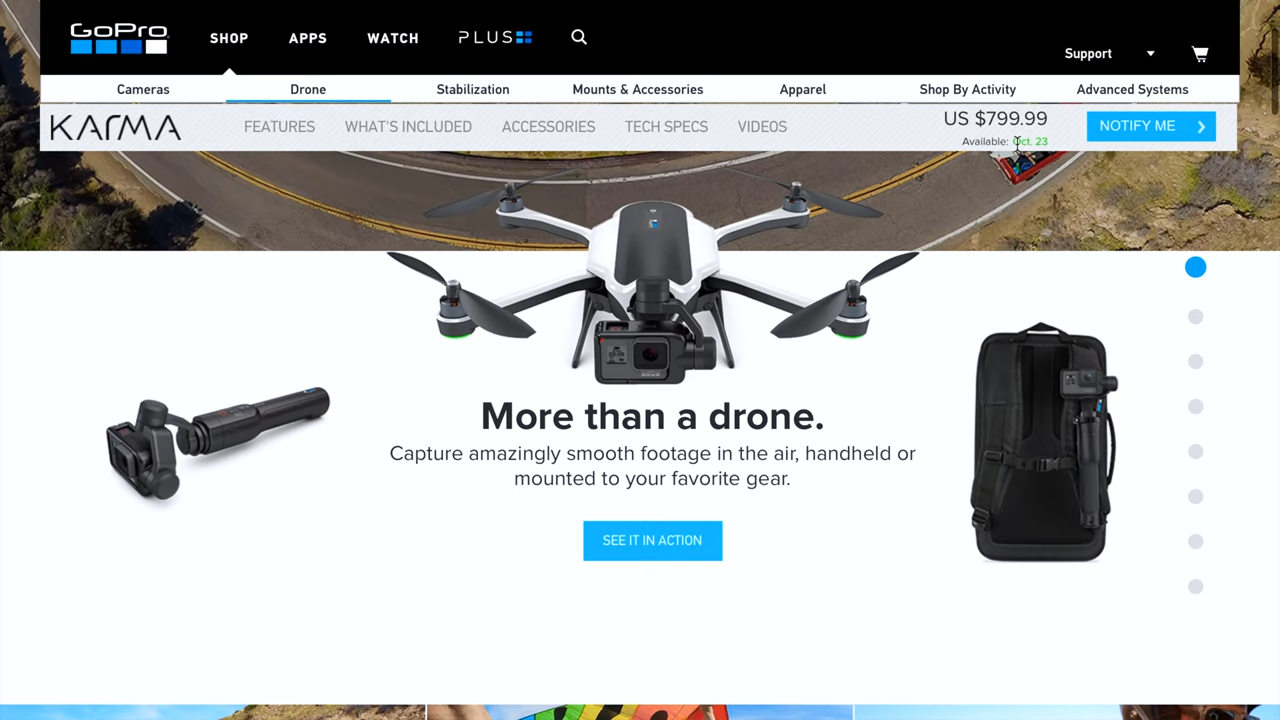 GoPro
SHOP
APPS
WATCH
PLUS
Support
Cameras
Drone
Stabilization
Mounts & Accessories
Apparel
Shop By Activity
Advanced Systems
KARMA
FEATURES
WHAT'S INCLUDED
ACCESSORIES
TECH SPECS
VIDEOS
US $799.99
Available: Oct. 23
NOTIFY ME
More than a drone.
Capture amazingly smooth footage in the air, handheld or
mounted to your favorite gear.
SEE IT IN ACTION